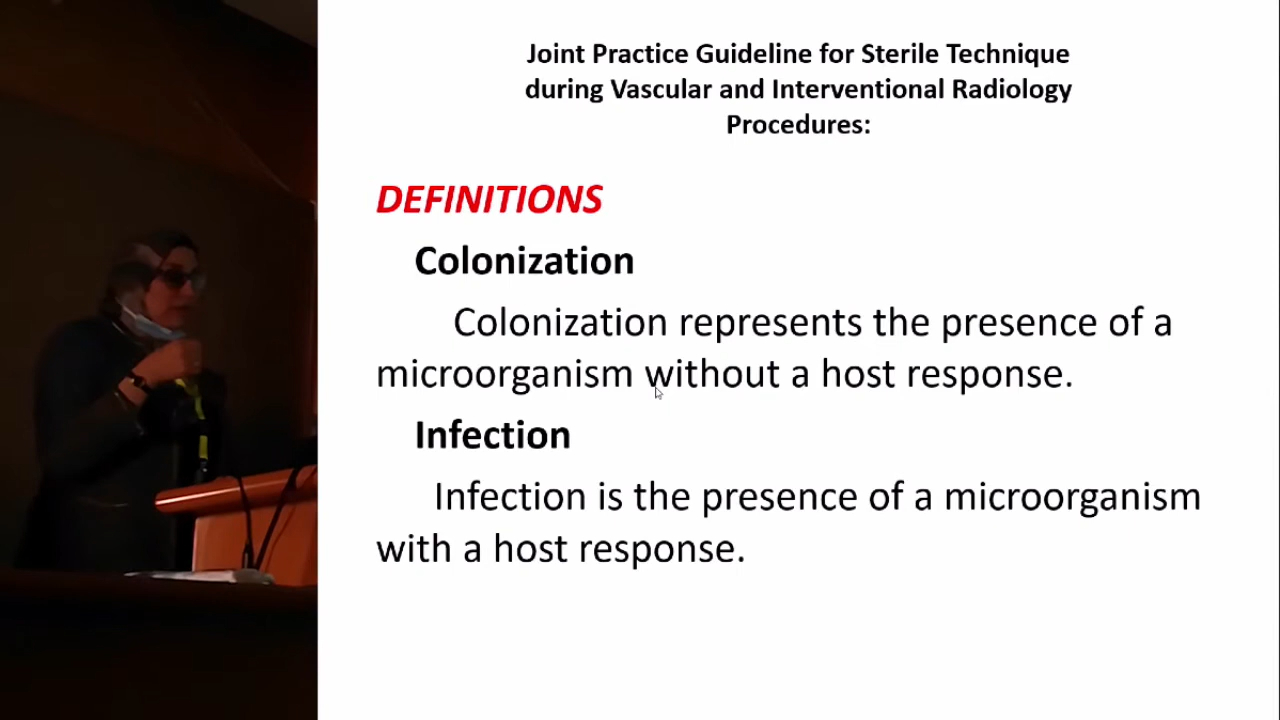 Joint Practice Guideline for Sterile Technique
during Vascular and Interventional Radiology
Procedures:
DEFINITIONS
Colonization
Colonization represents the presence of a
microorganism without a host response.
Infection
Infection is the presence of a microorganism
with a host response.